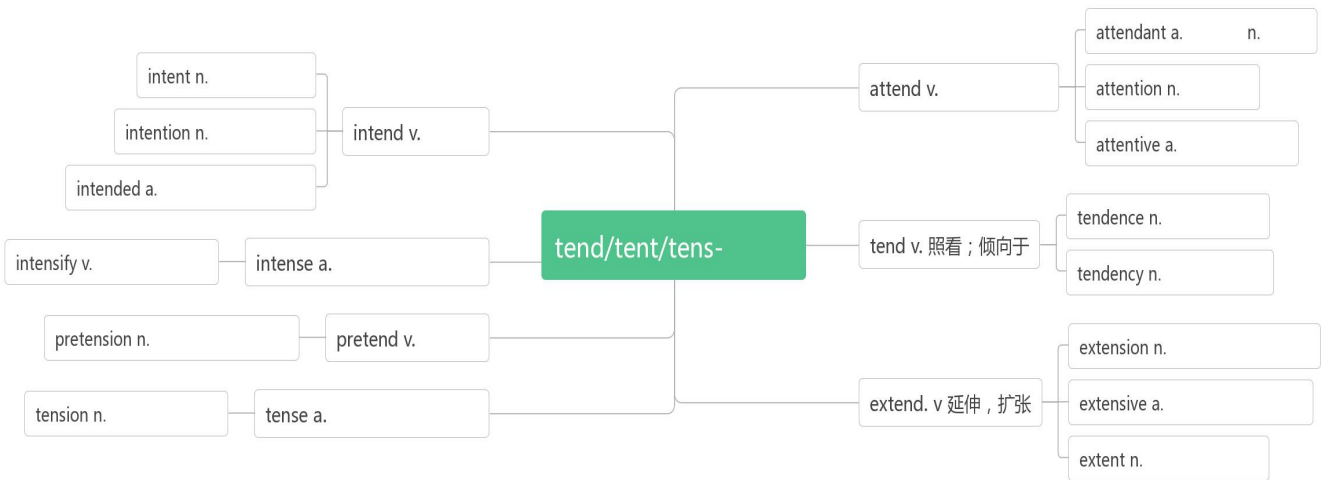 intent n.
intention n.
intended a.
intend v.
intensify v.
intense a.
pretension n.
pretend v.
tension n.
tense a.
tend/tent/tens-
attend v.
attendant a. n.
attention n.
attentive a.
tend v. 照看；倾向于
tendence n.
tendency n.
extend. v 延伸，扩张
extension n.
extensive a.
extent n.